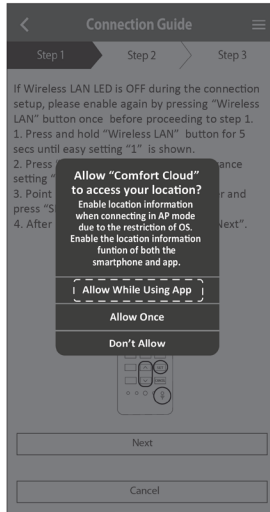 Connection Guide
Step 1
Step 2
Step 3
If Wireless LAN LED is OFF during the connection
setup, please enable again by pressing "Wireless
LAN" button once before proceeding to step 1.
1. Press and hold "Wireless LAN" button for 5
secs until easy setting "1" is shown.
2. Press
setting "
3. Point and
press "S
4. After Next".
Allow "Comfort Cloud"
to access your location?
Enable location information
when connecting in AP mode
due to the restriction of OS.
Enable the location information
funtion of both the
smartphone and app.
Allow While Using App
Allow Once
Don't Allow
Next
Cancel